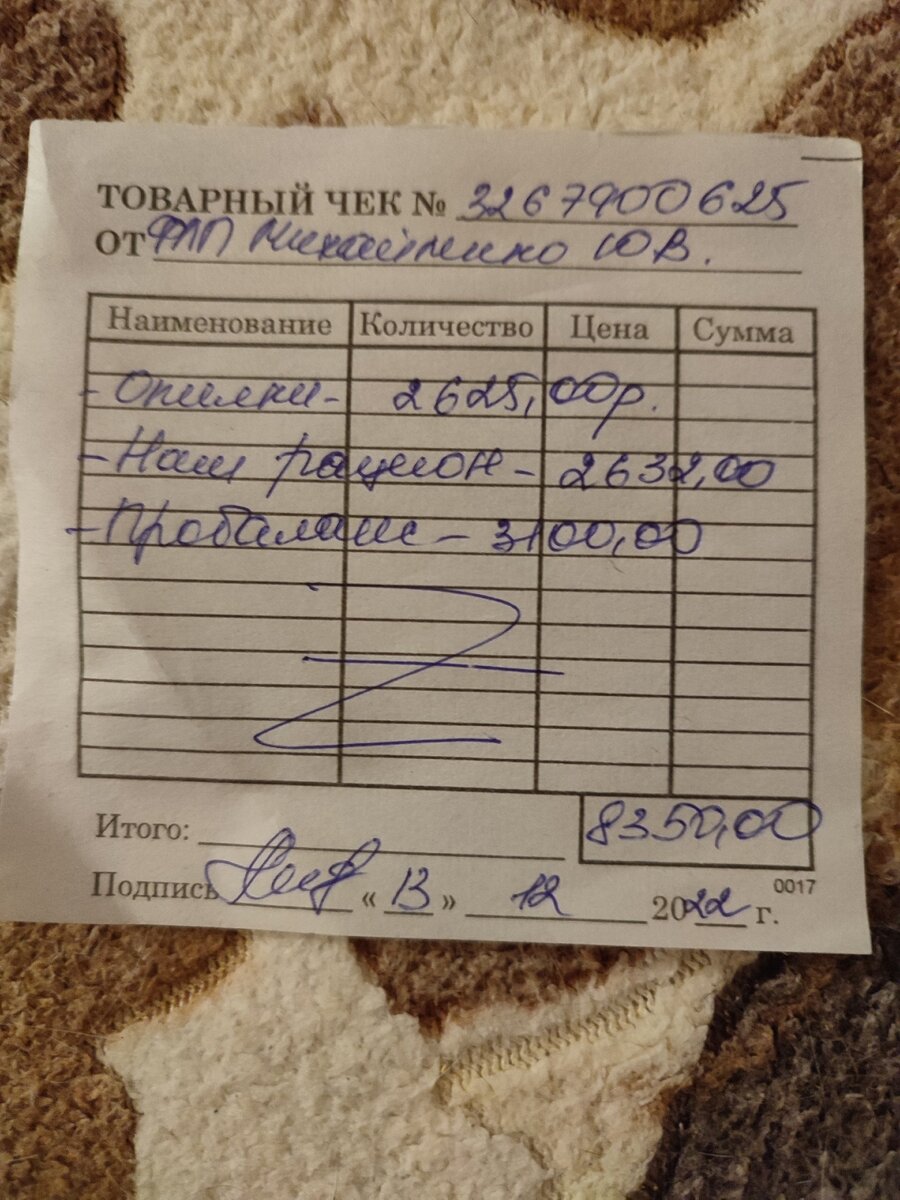 ТОВАРНЫЙ ЧЕК № 3267900625
ОТ ФЛП Михайленко Ю В.
Наименование Количество Цена Сумма
- Опилки - 2625,00р.
- Наш рацион - 2632,00
- Пробаланс - 3100,00
Итого: 8350,00
Подпись « 13 » 12 2022 г.
0017